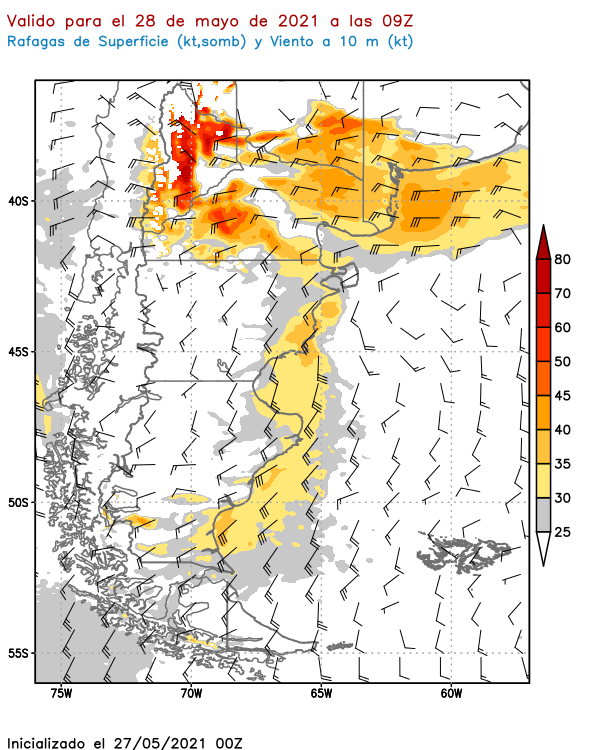 Valido para el 28 de mayo de 2021 a las 09Z
Rafagas de Superficie (kt,somb) y Viento a 10 m (kt)
40S
45S
50S
55S
75W 70W 65W 60W
80
70
60
50
45
40
35
30
25
Inicializado el 27/05/2021 00Z